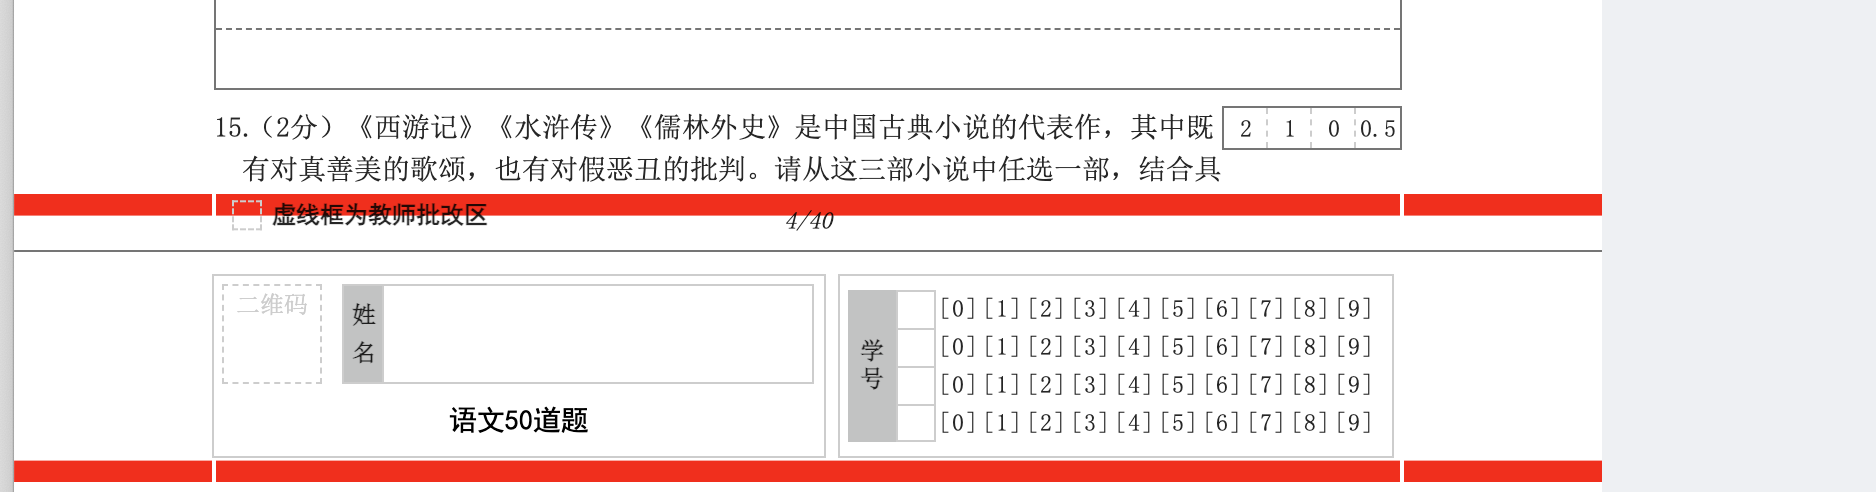 15.（2分）《西游记》《水浒传》《儒林外史》是中国古典小说的代表作，其中既 2 1 0 0.5
有对真善美的歌颂，也有对假恶丑的批判。请从这三部小说中任选一部，结合具
虚线框为教师批改区 4/40
二维码
姓名
语文50道题
学号
[0][1][2][3][4][5][6][7][8][9]
[0][1][2][3][4][5][6][7][8][9]
[0][1][2][3][4][5][6][7][8][9]
[0][1][2][3][4][5][6][7][8][9]